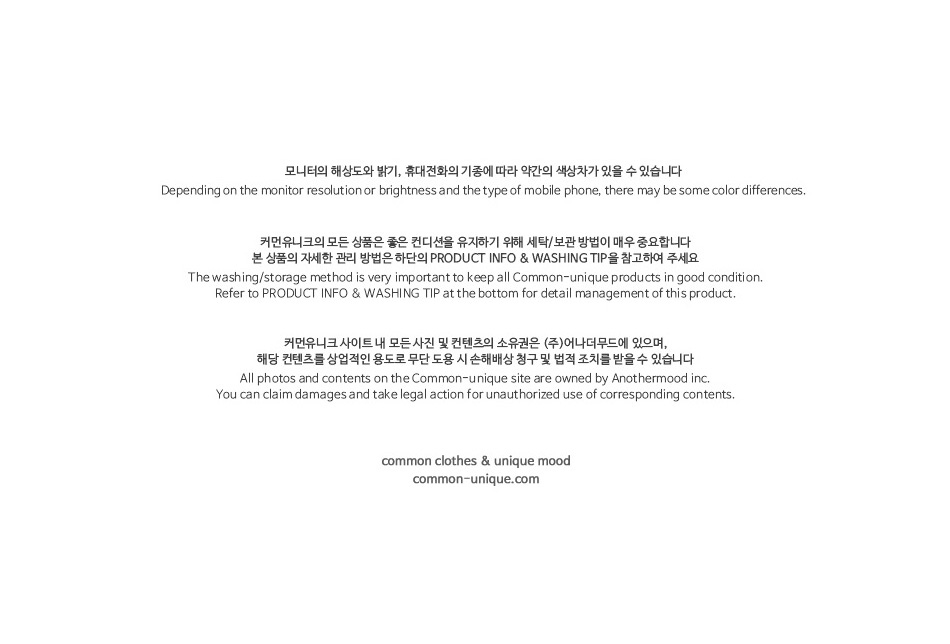 모니터의 해상도와 밝기, 휴대전화의 기종에 따라 약간의 색상차가 있을 수 있습니다
Depending on the monitor resolution or brightness and the type of mobile phone, there may be some color differences.
커먼유니크의 모든 상품은 좋은 컨디션을 유지하기 위해 세탁/보관 방법이 매우 중요합니다
본 상품의 자세한 관리 방법은 하단의 PRODUCT INFO & WASHING TIP을 참고하여 주세요
The washing/storage method is very important to keep all Common-unique products in good condition.
Refer to PRODUCT INFO & WASHING TIP at the bottom for detail management of this product.
커먼유니크 사이트 내 모든 사진 및 컨텐츠의 소유권은 (주)어나더무드에 있으며,
해당 컨텐츠를 상업적인 용도로 무단 도용 시 손해배상 청구 및 법적 조치를 받을 수 있습니다
All photos and contents on the Common-unique site are owned by Anothermood inc.
You can claim damages and take legal action for unauthorized use of corresponding contents.
common clothes & unique mood
common-unique.com